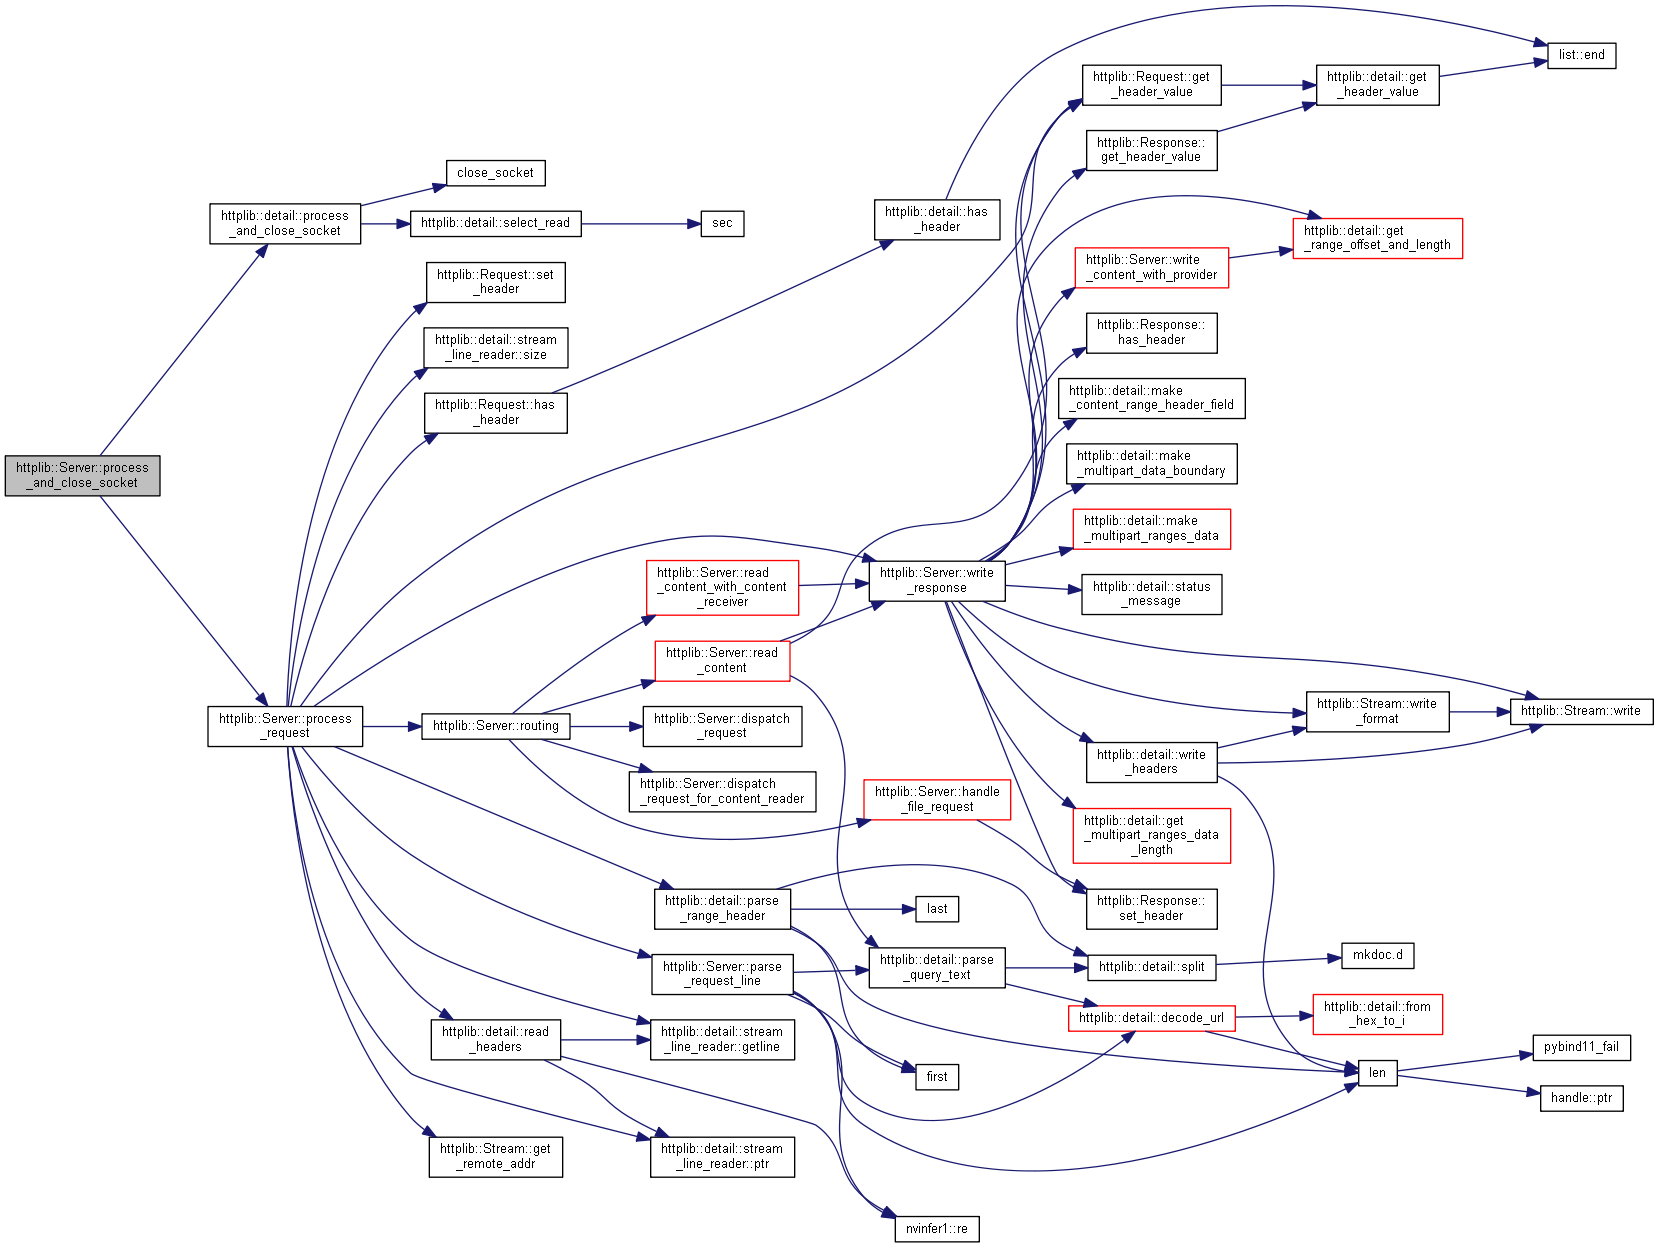 httplib::Server::process
_and_close_socket
httplib::detail::process
_and_close_socket
close_socket
httplib::detail::select_read
sec
httplib::Server::process
_request
httplib::Request::set
_header
httplib::detail::stream
_line_reader::size
httplib::Request::has
_header
httplib::Server::routing
httplib::detail::read
_headers
httplib::Stream::get
_remote_addr
httplib::Server::read
_content_with_content
_receiver
httplib::Server::read
_content
httplib::Server::dispatch
_request
httplib::Server::dispatch
_request_for_content_reader
httplib::detail::parse
_range_header
httplib::Server::parse
_request_line
httplib::detail::stream
_line_reader::getline
httplib::detail::stream
_line_reader::ptr
httplib::detail::has
_header
httplib::Server::write
_response
httplib::Server::handle
_file_request
last
httplib::detail::parse
_query_text
first
nvinfer1::re
httplib::Request::get
_header_value
httplib::Response::
get_header_value
httplib::Server::write
_content_with_provider
httplib::Response::
has_header
httplib::detail::make
_content_range_header_field
httplib::detail::make
_multipart_data_boundary
httplib::detail::make
_multipart_ranges_data
httplib::detail::status
_message
httplib::detail::write
_headers
httplib::detail::get
_multipart_ranges_data
_length
httplib::Response::
set_header
httplib::detail::split
httplib::detail::decode_url
httplib::detail::get
_header_value
httplib::detail::get
_range_offset_and_length
httplib::Stream::write
_format
mkdoc.d
httplib::detail::from
_hex_to_i
len
list::end
httplib::Stream::write
pybind11_fail
handle::ptr